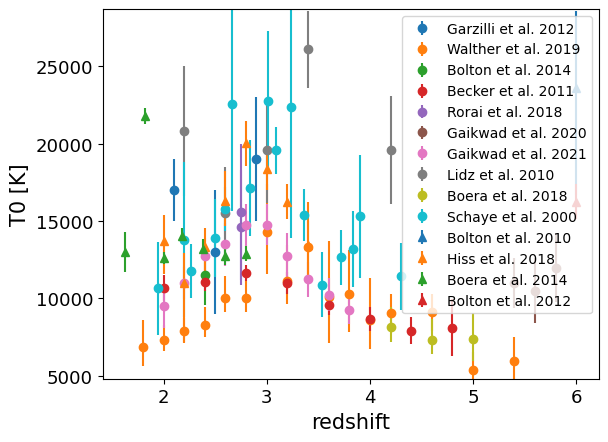 25000
20000
15000
10000
5000
T0 [K]
2
3
4
5
6
redshift
Garzilli et al. 2012
Walther et al. 2019
Bolton et al. 2014
Becker et al. 2011
Rorai et al. 2018
Gaikwad et al. 2020
Gaikwad et al. 2021
Lidz et al. 2010
Boera et al. 2018
Schaye et al. 2000
Bolton et al. 2010
Hiss et al. 2018
Boera et al. 2014
Bolton et al. 2012